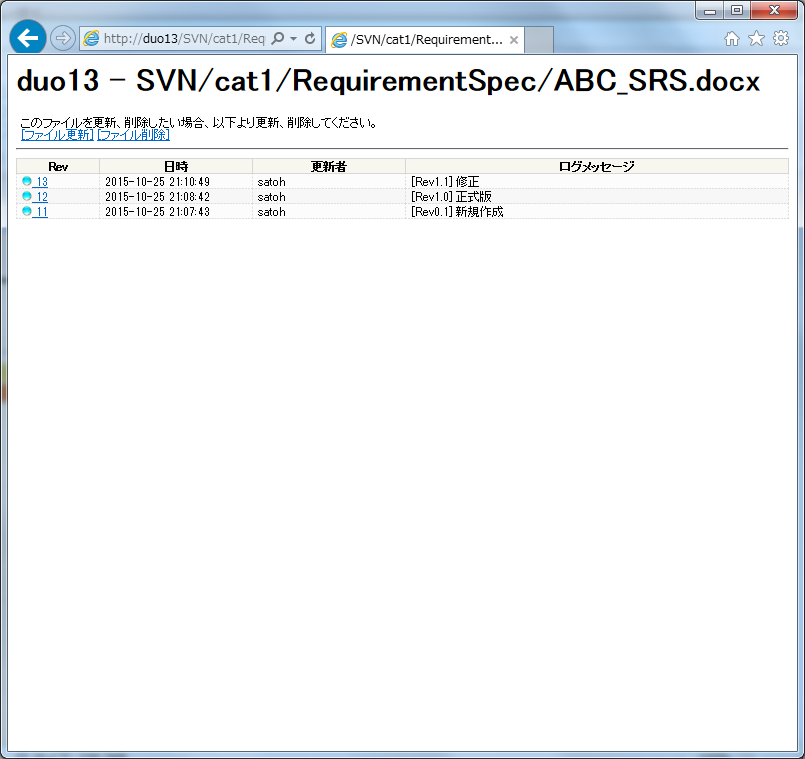 http://duo13/SVN/cat1/Req
/SVN/cat1/Requirement...
duo13 - SVN/cat1/RequirementSpec/ABC_SRS.docx
このファイルを更新、削除したい場合、以下より更新、削除してください。
[ファイル更新] [ファイル削除]
Rev 日時 更新者 ログメッセージ
13 2015-10-25 21:10:49 satoh [Rev1.1] 修正
12 2015-10-25 21:08:42 satoh [Rev1.0] 正式版
11 2015-10-25 21:07:43 satoh [Rev0.1] 新規作成